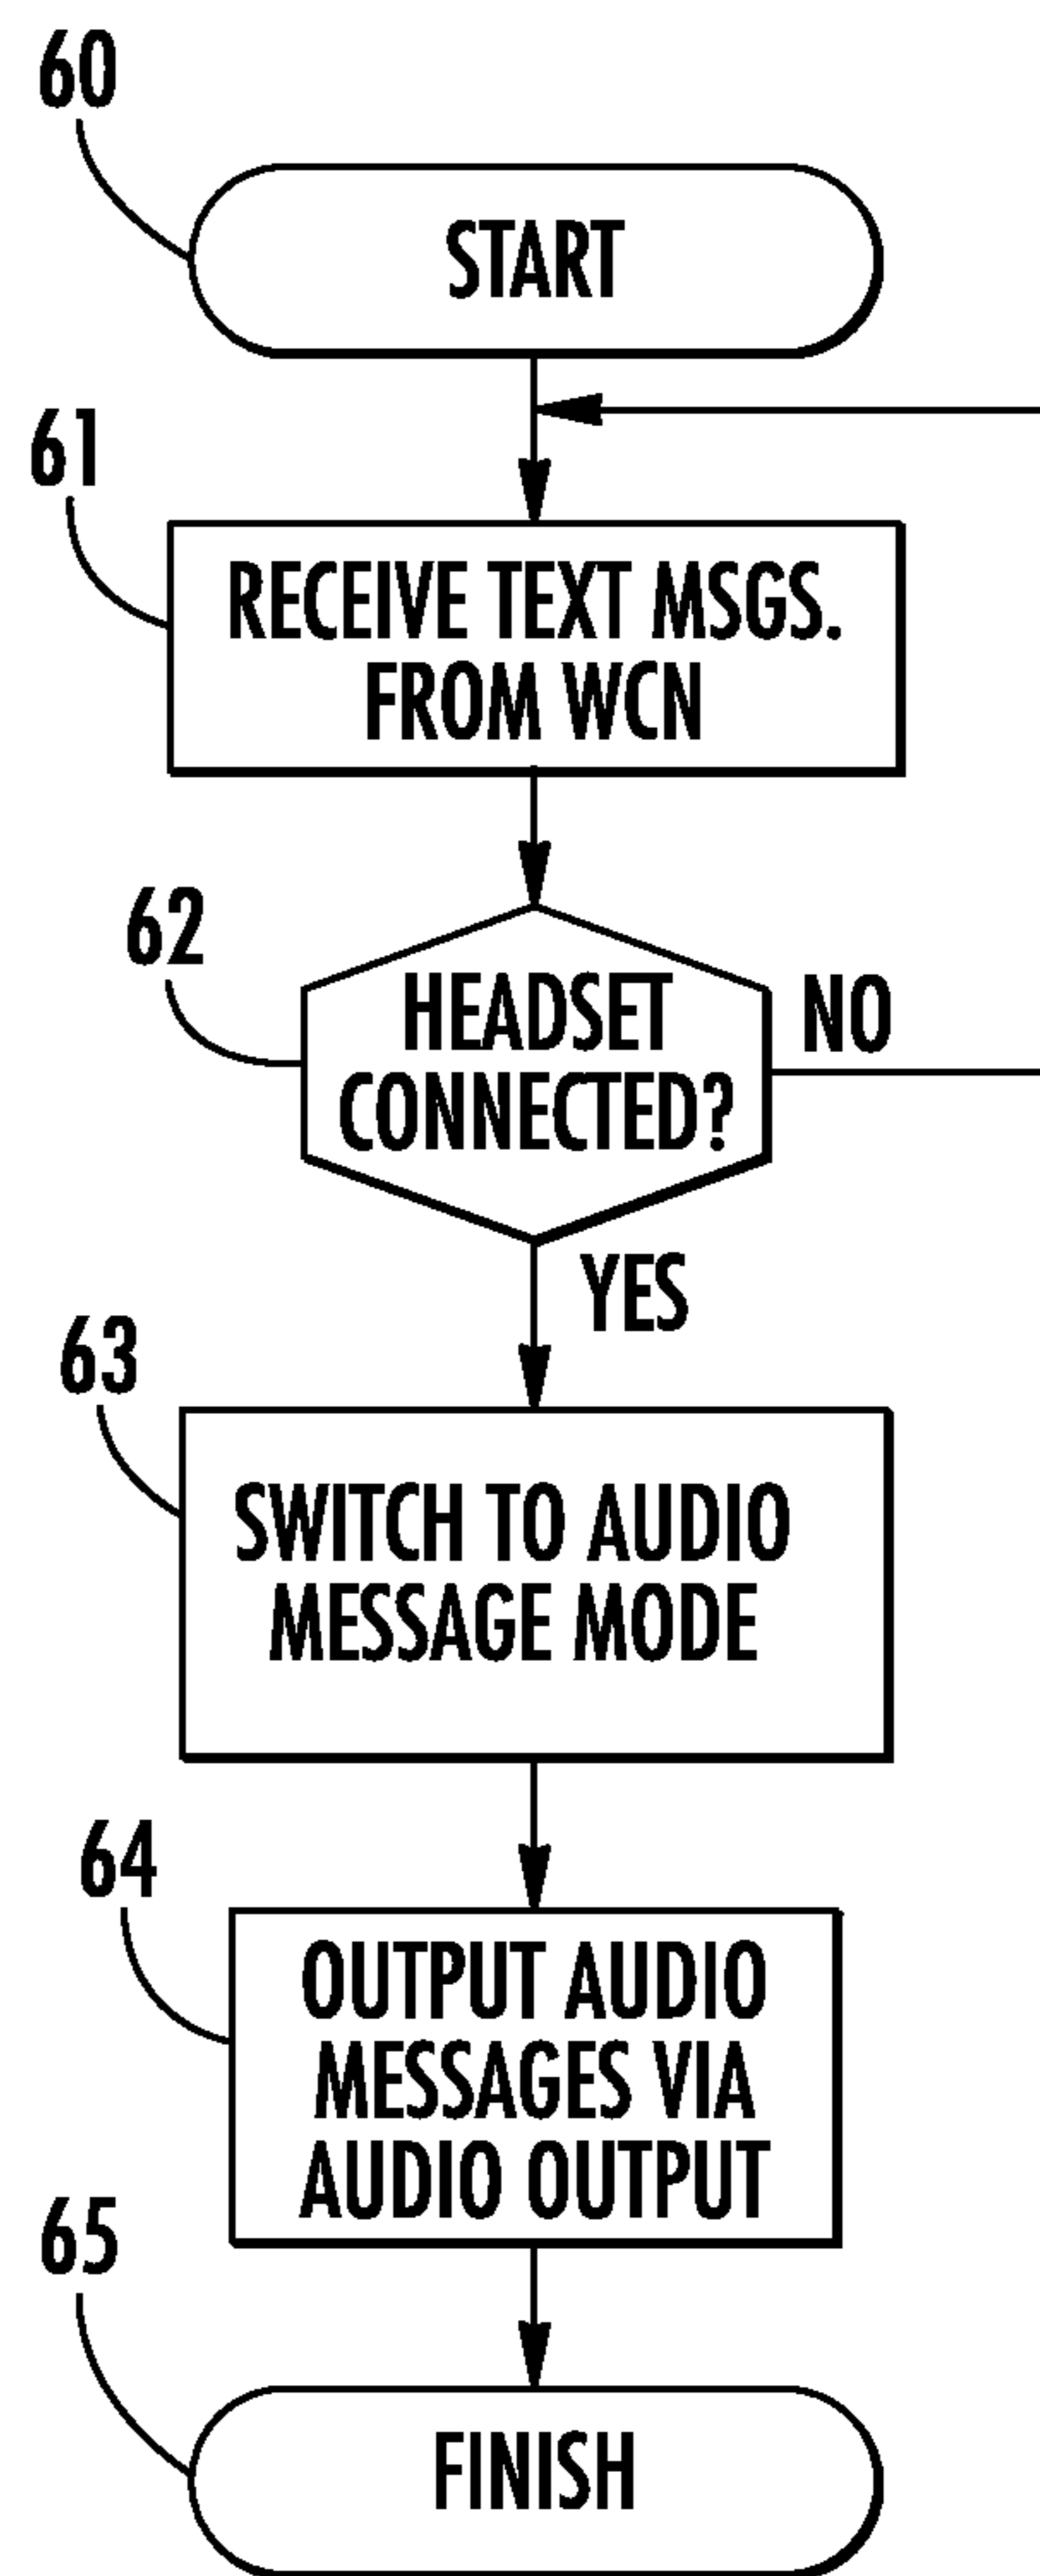 60
START
61
RECEIVE TEXT MSGS.
FROM WCN
62
HEADSET
CONNECTED?
NO
YES
63
SWITCH TO AUDIO
MESSAGE MODE
64
OUTPUT AUDIO
MESSAGES VIA
AUDIO OUTPUT
65
FINISH